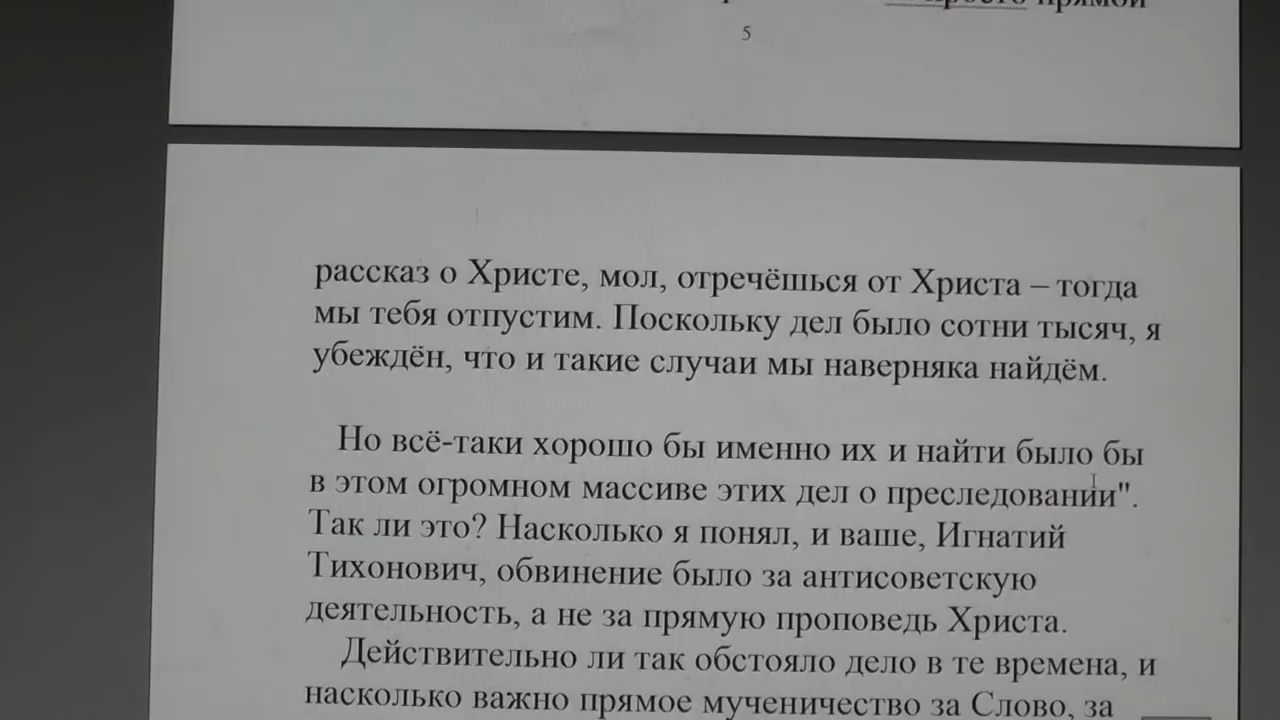 просто прямой
5
рассказ о Христе, мол, отречёшься от Христа – тогда
мы тебя отпустим. Поскольку дел было сотни тысяч, я
убеждён, что и такие случаи мы наверняка найдём.
Но всё-таки хорошо бы именно их и найти было бы
в этом огромном массиве этих дел о преследовании".
Так ли это? Насколько я понял, и ваше, Игнатий
Тихонович, обвинение было за антисоветскую
деятельность, а не за прямую проповедь Христа.
Действительно ли так обстояло дело в те времена, и
насколько важно прямое мученичество за Слово, за